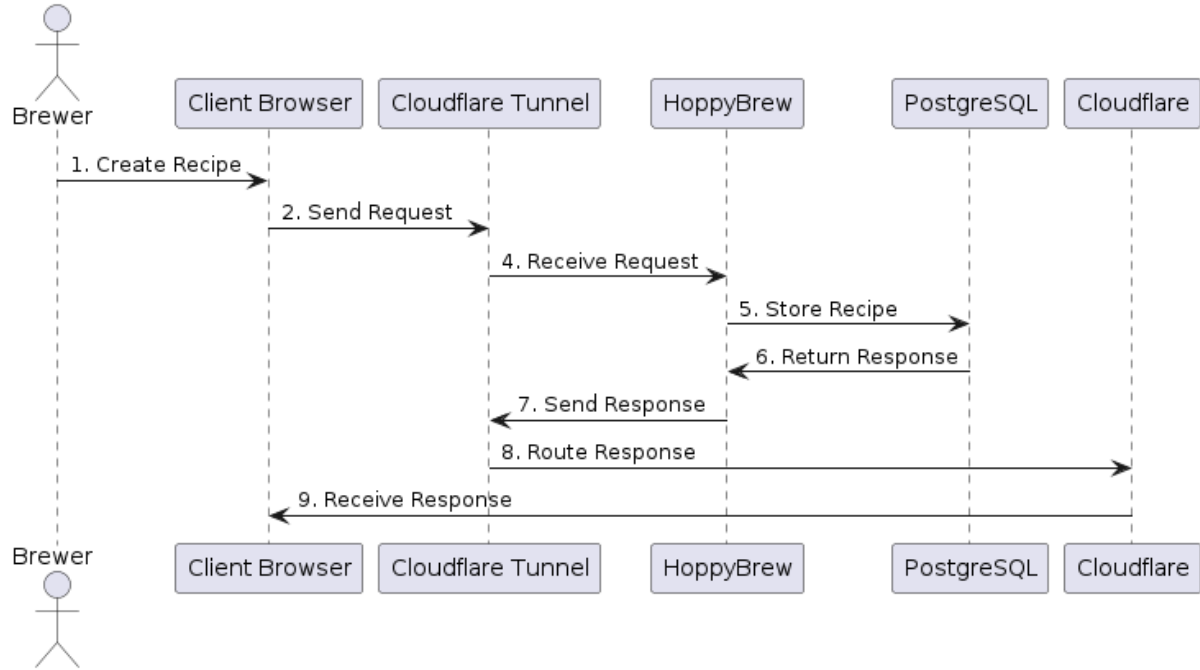 Brewer
Client Browser
Cloudflare Tunnel
HoppyBrew
PostgreSQL
Cloudflare
1. Create Recipe
2. Send Request
4. Receive Request
5. Store Recipe
6. Return Response
7. Send Response
8. Route Response
9. Receive Response
Brewer
Client Browser
Cloudflare Tunnel
HoppyBrew
PostgreSQL
Cloudflare